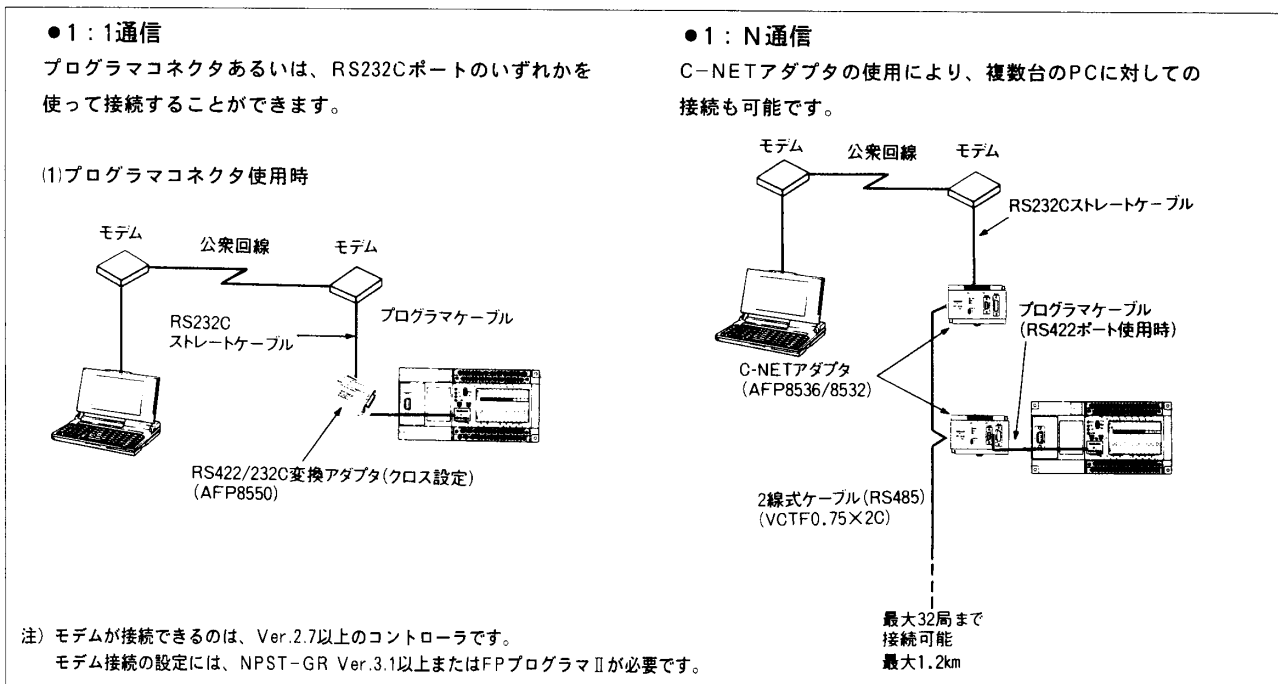 ●1：1通信
プログラマコネクタあるいは、RS232Cポートのいずれかを
使って接続することができます。
(1)プログラマコネクタ使用時
モデム
公衆回線
モデム
RS232C
ストレートケーブル
プログラマケーブル
RS422/232C変換アダプタ(クロス設定)
(AFP8550)
●1：N通信
C-NETアダプタの使用により、複数台のPCに対しての
接続も可能です。
モデム
公衆回線
モデム
RS232Cストレートケーブル
プログラマケーブル
(RS422ポート使用時)
C-NETアダプタ
(AFP8536/8532)
2線式ケーブル(RS485)
(VCTF0.75×2C)
最大32局まで
接続可能
最大1.2km
注) モデムが接続できるのは、Ver.2.7以上のコントローラです。
モデム接続の設定には、NPST-GR Ver.3.1以上またはFPプログラマⅡが必要です。